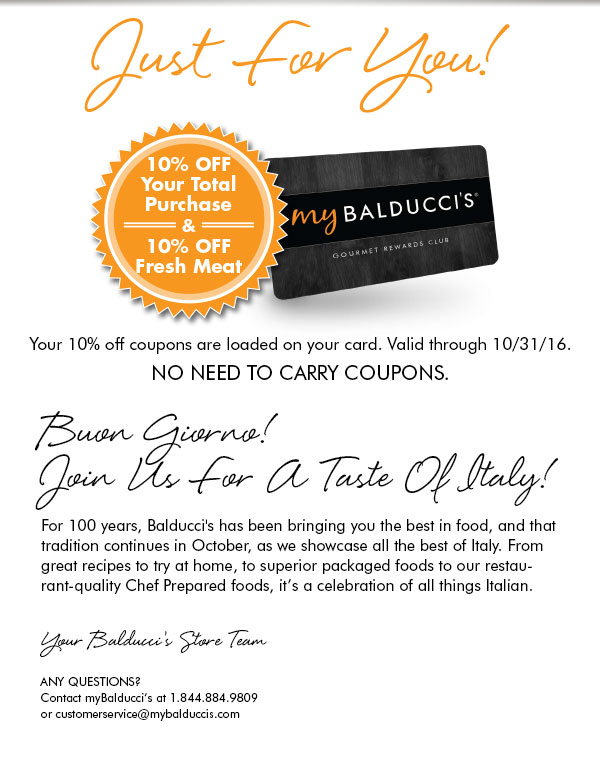 Just For You!
10% OFF
Your Total
Purchase
&
10% OFF
Fresh Meat
my BALDUCCI'S®
GOURMET REWARDS CLUB
Your 10% off coupons are loaded on your card. Valid through 10/31/16.
NO NEED TO CARRY COUPONS.
Buon Giorno!
Join Us For A Taste Of Italy!
For 100 years, Balducci's has been bringing you the best in food, and that
tradition continues in October, as we showcase all the best of Italy. From
great recipes to try at home, to superior packaged foods to our restau-
rant-quality Chef Prepared foods, it's a celebration of all things Italian.
Your Balducci's Store Team
ANY QUESTIONS?
Contact myBalducci's at 1.844.884.9809
or customerservice@mybalduccis.com